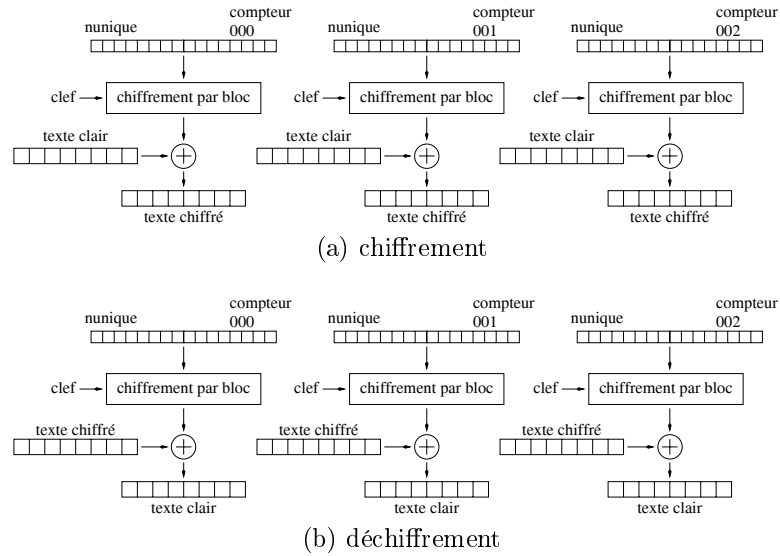 nunique compteur 000 nunique compteur 001 nunique compteur 002
clef chiffrement par bloc clef chiffrement par bloc clef chiffrement par bloc
texte clair texte clair texte clair
texte chiffré texte chiffré texte chiffré
(a) chiffrement
nunique compteur 000 nunique compteur 001 nunique compteur 002
clef chiffrement par bloc clef chiffrement par bloc clef chiffrement par bloc
texte chiffré texte chiffré texte chiffré
texte clair texte clair texte clair
(b) déchiffrement